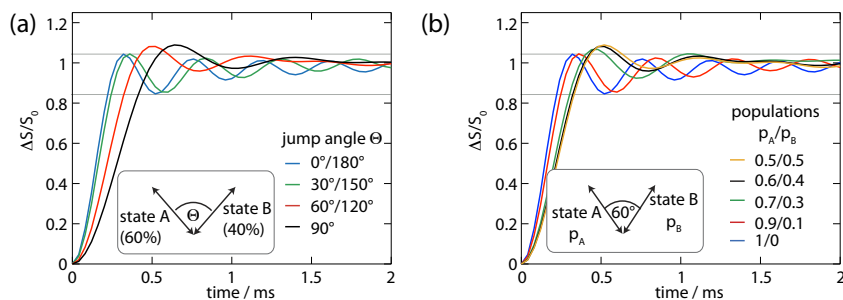 (a)
1.2
1
0.8
0.6
0.4
0.2
0
ΔS/S₀
0
0.5
1
1.5
2
time / ms
jump angle Θ
0°/180°
30°/150°
60°/120°
90°
Θ
state A
(60%)
state B
(40%)
(b)
1.2
1
0.8
0.6
0.4
0.2
0
ΔS/S₀
0
0.5
1
1.5
2
time / ms
populations
p_A/p_B
0.5/0.5
0.6/0.4
0.7/0.3
0.9/0.1
1/0
60°
state A
p_A
state B
p_B